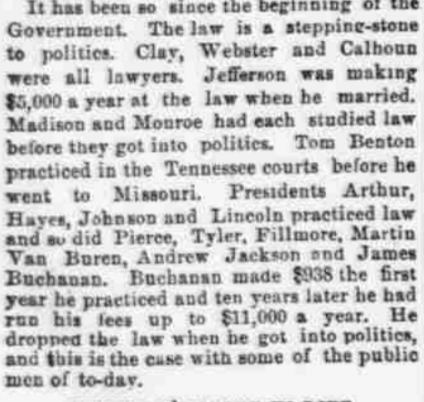 It has been so since the beginning of the
Government. The law is a stepping-stone
to politics. Clay, Webster and Calhoun
were all lawyers. Jefferson was making
$5,000 a year at the law when he married.
Madison and Monroe had each studied law
before they got into politics. Tom Benton
practiced in the Tennessee courts before he
went to Missouri. Presidents Arthur,
Hayes, Johnson and Lincoln practiced law
and so did Pierce, Tyler, Fillmore, Martin
Van Buren, Andrew Jackson and James
Buchanan. Buchanan made $938 the first
year he practiced and ten years later he had
run his fees up to $11,000 a year. He
dropped the law when he got into politics,
and this is the case with some of the public
men of to-day.